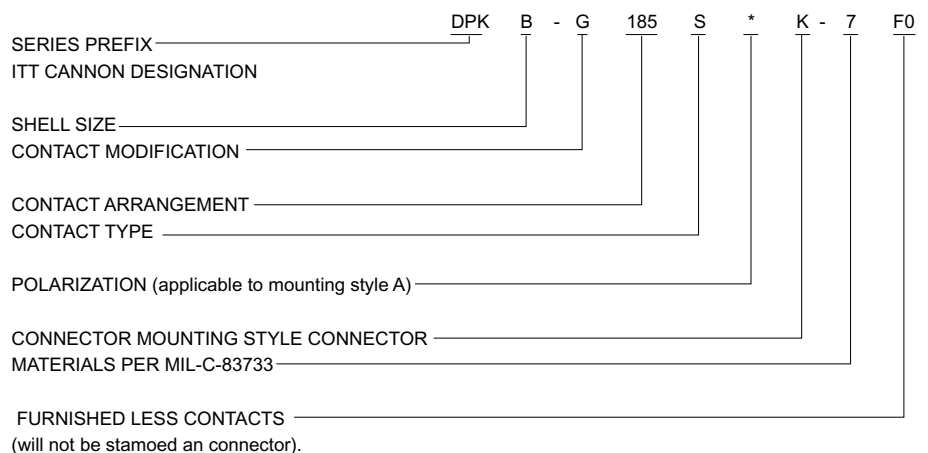 DPK B - G 185 S * K - 7 F0
SERIES PREFIX
ITT CANNON DESIGNATION
SHELL SIZE
CONTACT MODIFICATION
CONTACT ARRANGEMENT
CONTACT TYPE
POLARIZATION (applicable to mounting style A)
CONNECTOR MOUNTING STYLE CONNECTOR
MATERIALS PER MIL-C-83733
FURNISHED LESS CONTACTS
(will not be stamoed an connector).